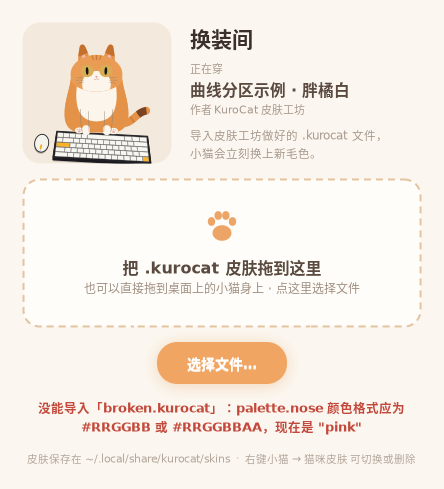 换装间
正在穿
曲线分区示例 · 胖橘白
作者 KuroCat 皮肤工坊
导入皮肤工坊做好的 .kurocat 文件，
小猫会立刻换上新毛色。
把 .kurocat 皮肤拖到这里
也可以直接拖到桌面上的小猫身上 · 点这里选择文件
选择文件…
没能导入「broken.kurocat」：palette.nose 颜色格式应为
#RRGGBB 或 #RRGGBBAA，现在是 "pink"
皮肤保存在 ~/.local/share/kurocat/skins · 右键小猫 → 猫咪皮肤 可切换或删除